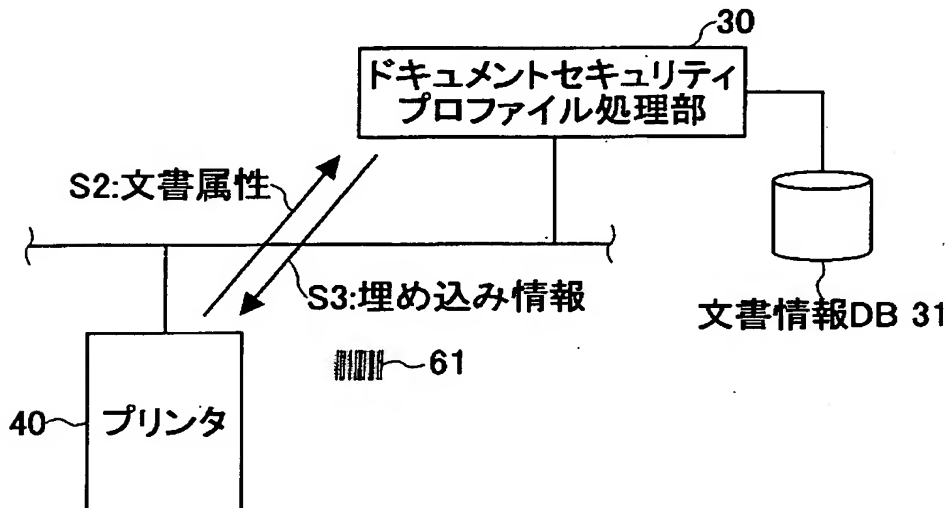 30
ドキュメントセキュリティ
プロファイル処理部
S2:文書属性
S3:埋め込み情報
文書情報DB 31
61
40
プリンタ